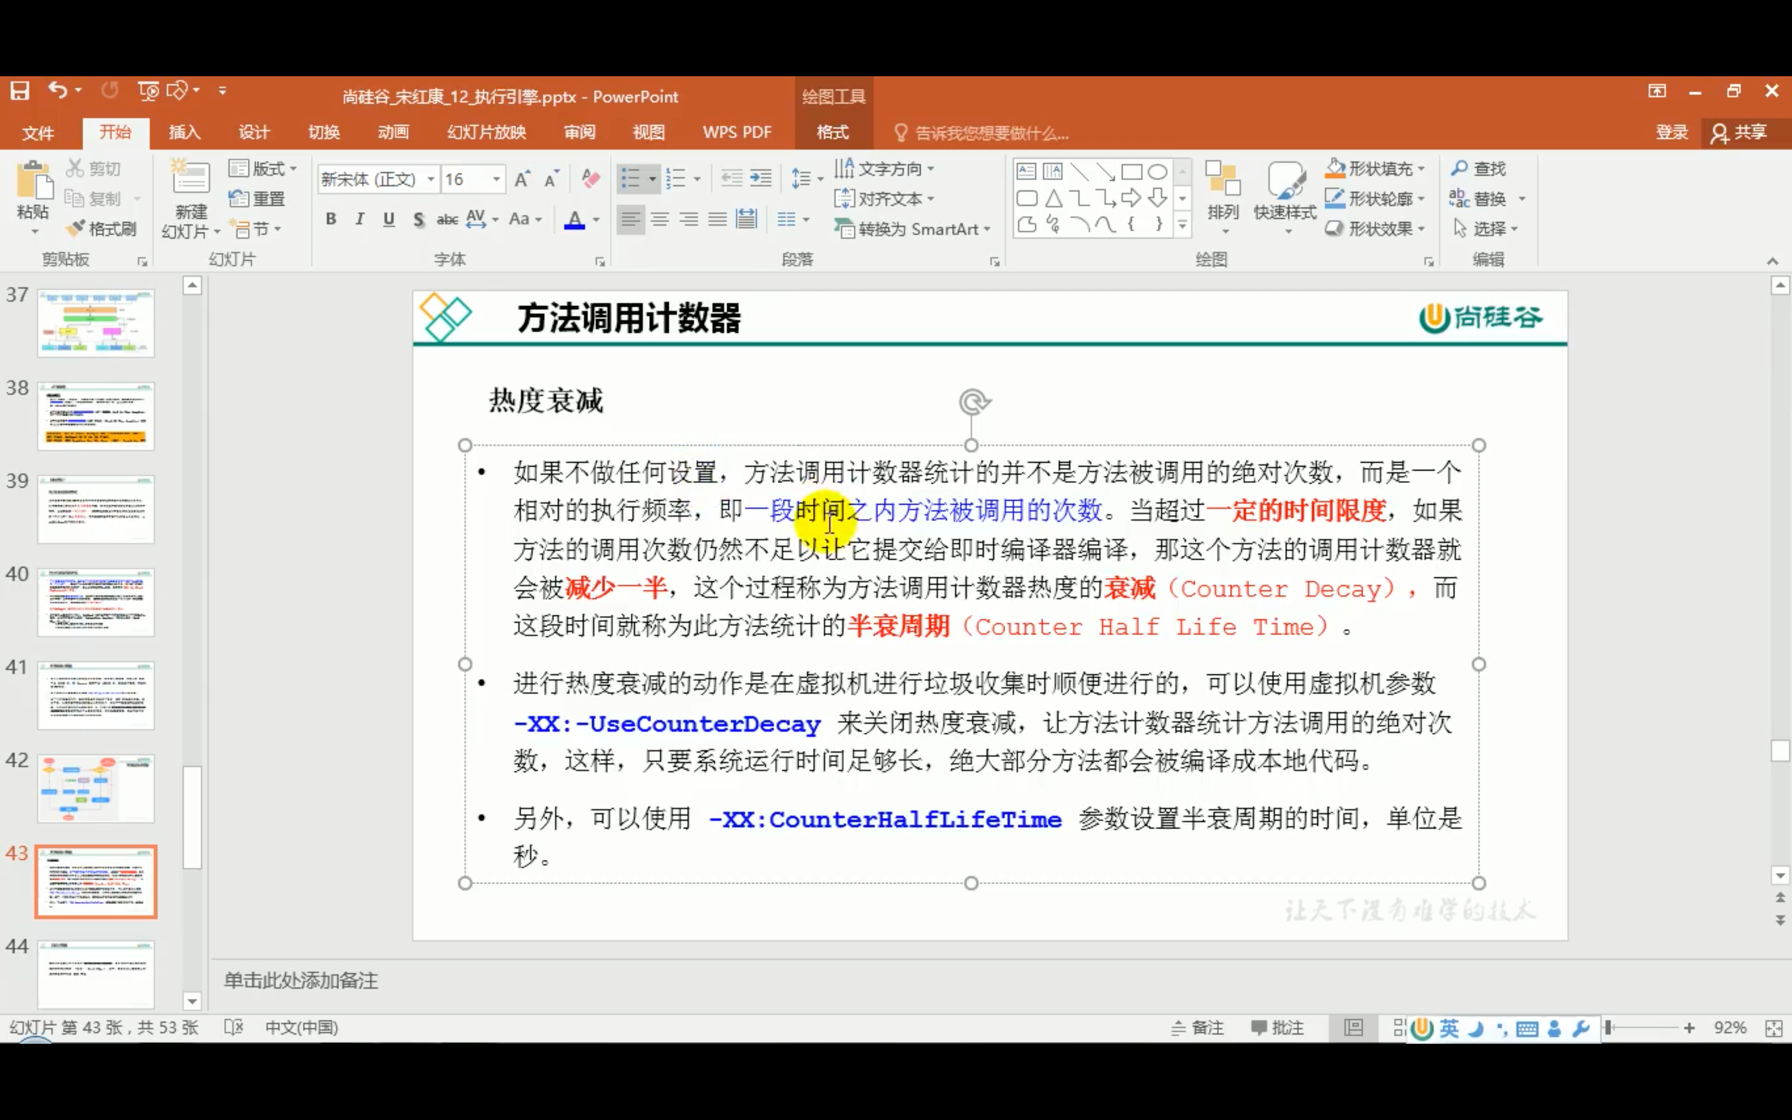 尚硅谷_宋红康_12_执行引擎.pptx - PowerPoint
绘图工具
文件 开始 插入 设计 切换 动画 幻灯片放映 审阅 视图 WPS PDF 格式 告诉我您想要做什么... 登录 共享
剪切
复制
格式刷
粘贴
剪贴板
新建
幻灯片
版式
重置
节
幻灯片
新宋体 (正文) 16
B I U S abc AV Aa A
字体
文字方向
对齐文本
转换为 SmartArt
段落
排列
快速样式
形状填充
形状轮廓
形状效果
绘图
查找
替换
选择
编辑
37
38
39
40
41
42
43
44
方法调用计数器
尚硅谷
热度衰减
• 如果不做任何设置，方法调用计数器统计的并不是方法被调用的绝对次数，而是一个
相对的执行频率，即一段时间之内方法被调用的次数。当超过一定的时间限度，如果
方法的调用次数仍然不足以让它提交给即时编译器编译，那这个方法的调用计数器就
会被减少一半，这个过程称为方法调用计数器热度的衰减（Counter Decay），而
这段时间就称为此方法统计的半衰周期（Counter Half Life Time）。
• 进行热度衰减的动作是在虚拟机进行垃圾收集时顺便进行的，可以使用虚拟机参数
-XX:-UseCounterDecay 来关闭热度衰减，让方法计数器统计方法调用的绝对次
数，这样，只要系统运行时间足够长，绝大部分方法都会被编译成本地代码。
• 另外，可以使用 -XX:CounterHalfLifeTime 参数设置半衰周期的时间，单位是
秒。
让天下没有难学的技术
单击此处添加备注
幻灯片 第 43 张，共 53 张 中文(中国) 备注 批注 英 92%